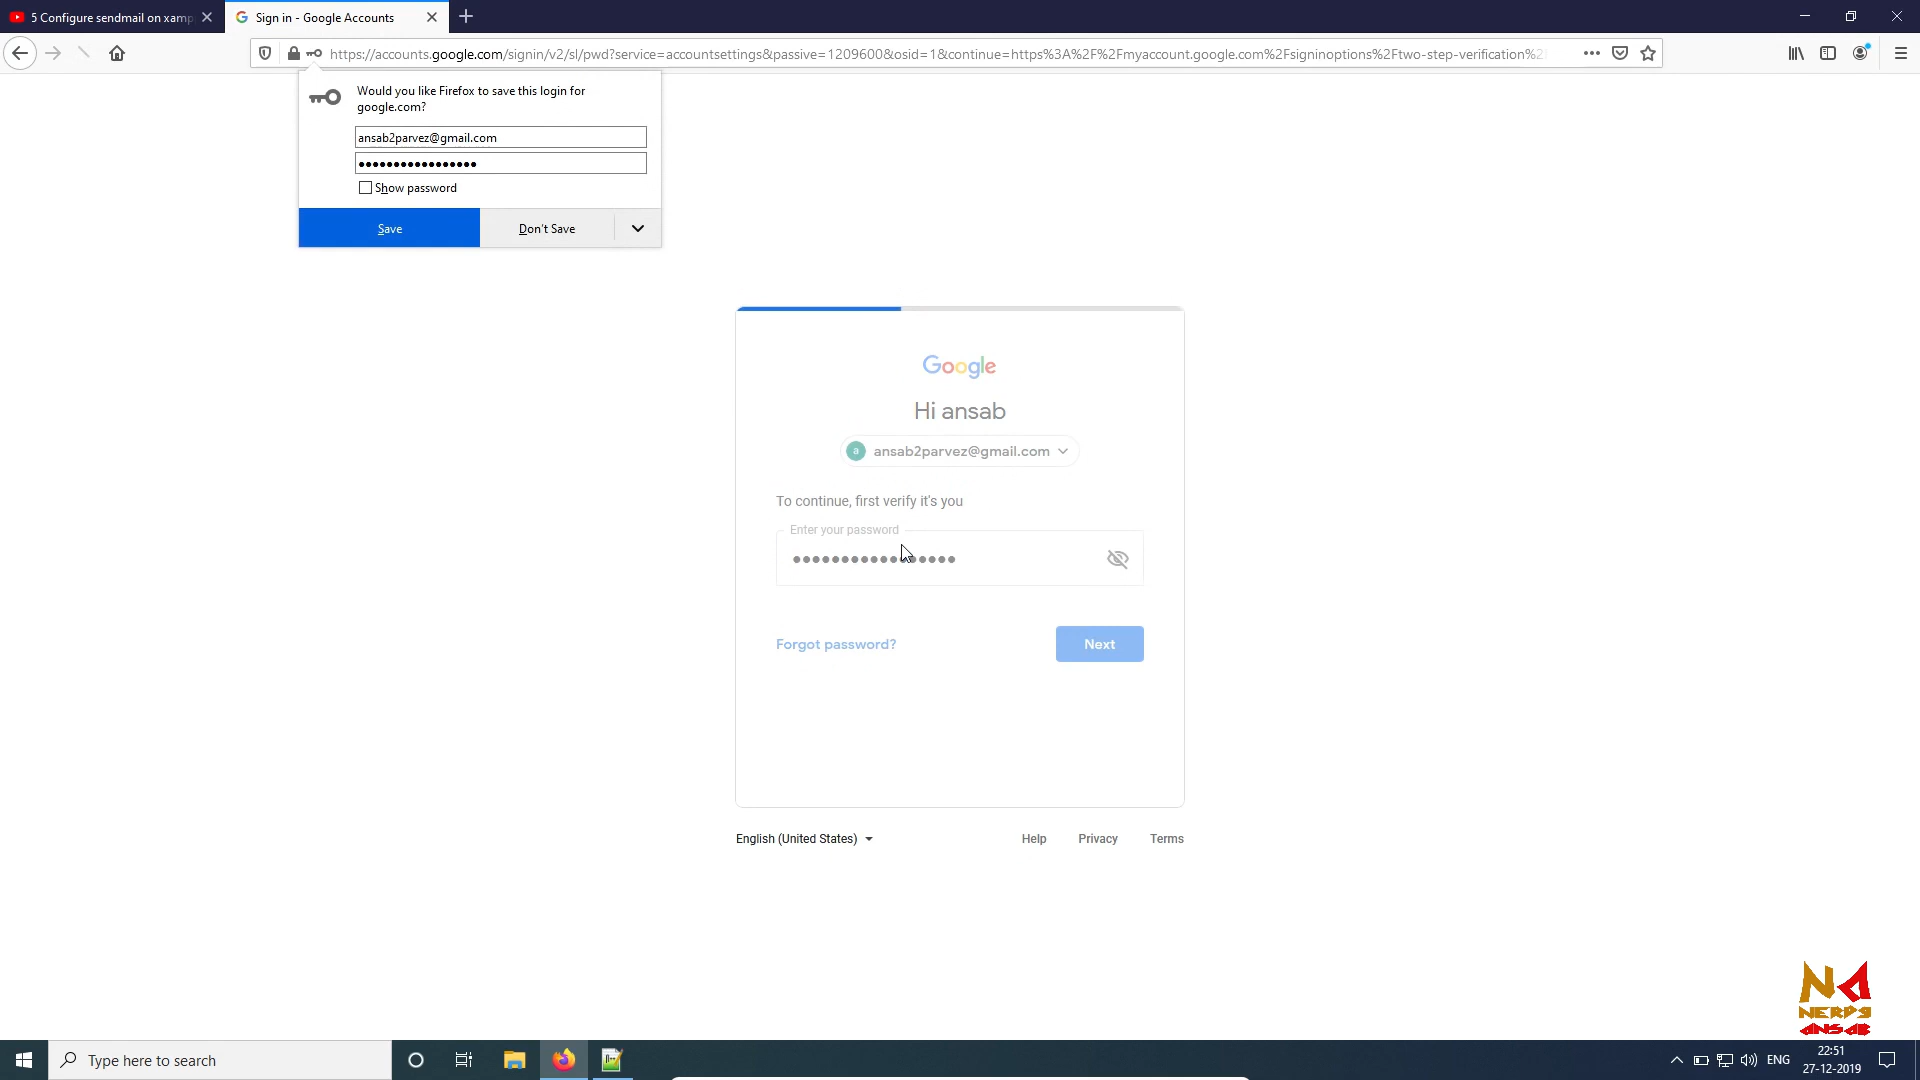 5 Configure sendmail on xamp
Sign in - Google Accounts
https://accounts.google.com/signin/v2/sl/pwd?service=accountsettings&passive=1209600&osid=1&continue=https%3A%2F%2Fmyaccount.google.com%2Fsigninoptions%2Ftwo-step-verification%2
Would you like Firefox to save this login for
google.com?
ansab2parvez@gmail.com
Show password
Save
Don't Save
Google
Hi ansab
a ansab2parvez@gmail.com
To continue, first verify it's you
Enter your password
Forgot password?
Next
English (United States)
Help
Privacy
Terms
NA
NERDS
ANSAB
Type here to search
ENG
22:51
27-12-2019